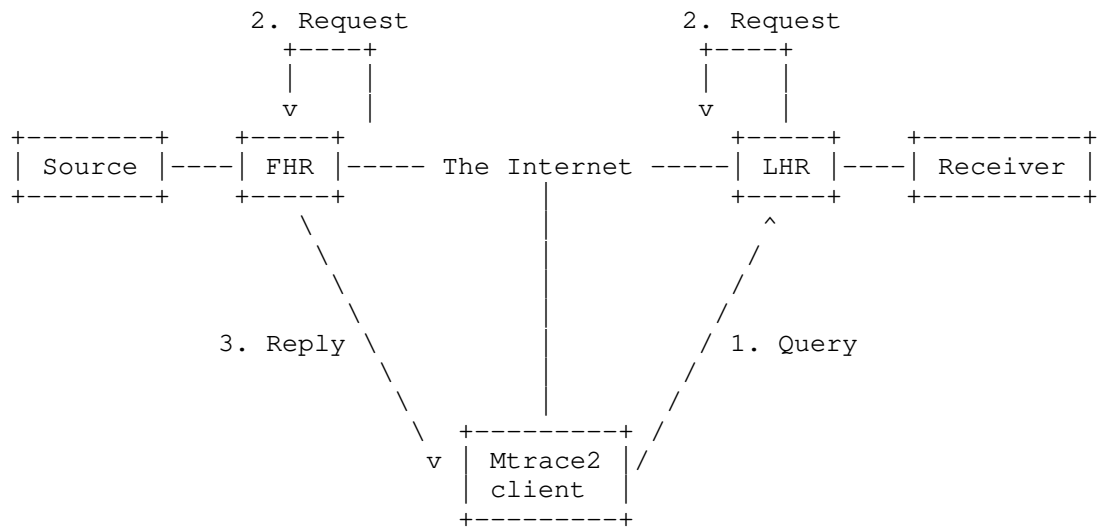 2. Request 2. Request
Source FHR The Internet LHR Receiver
3. Reply 1. Query
Mtrace2
client